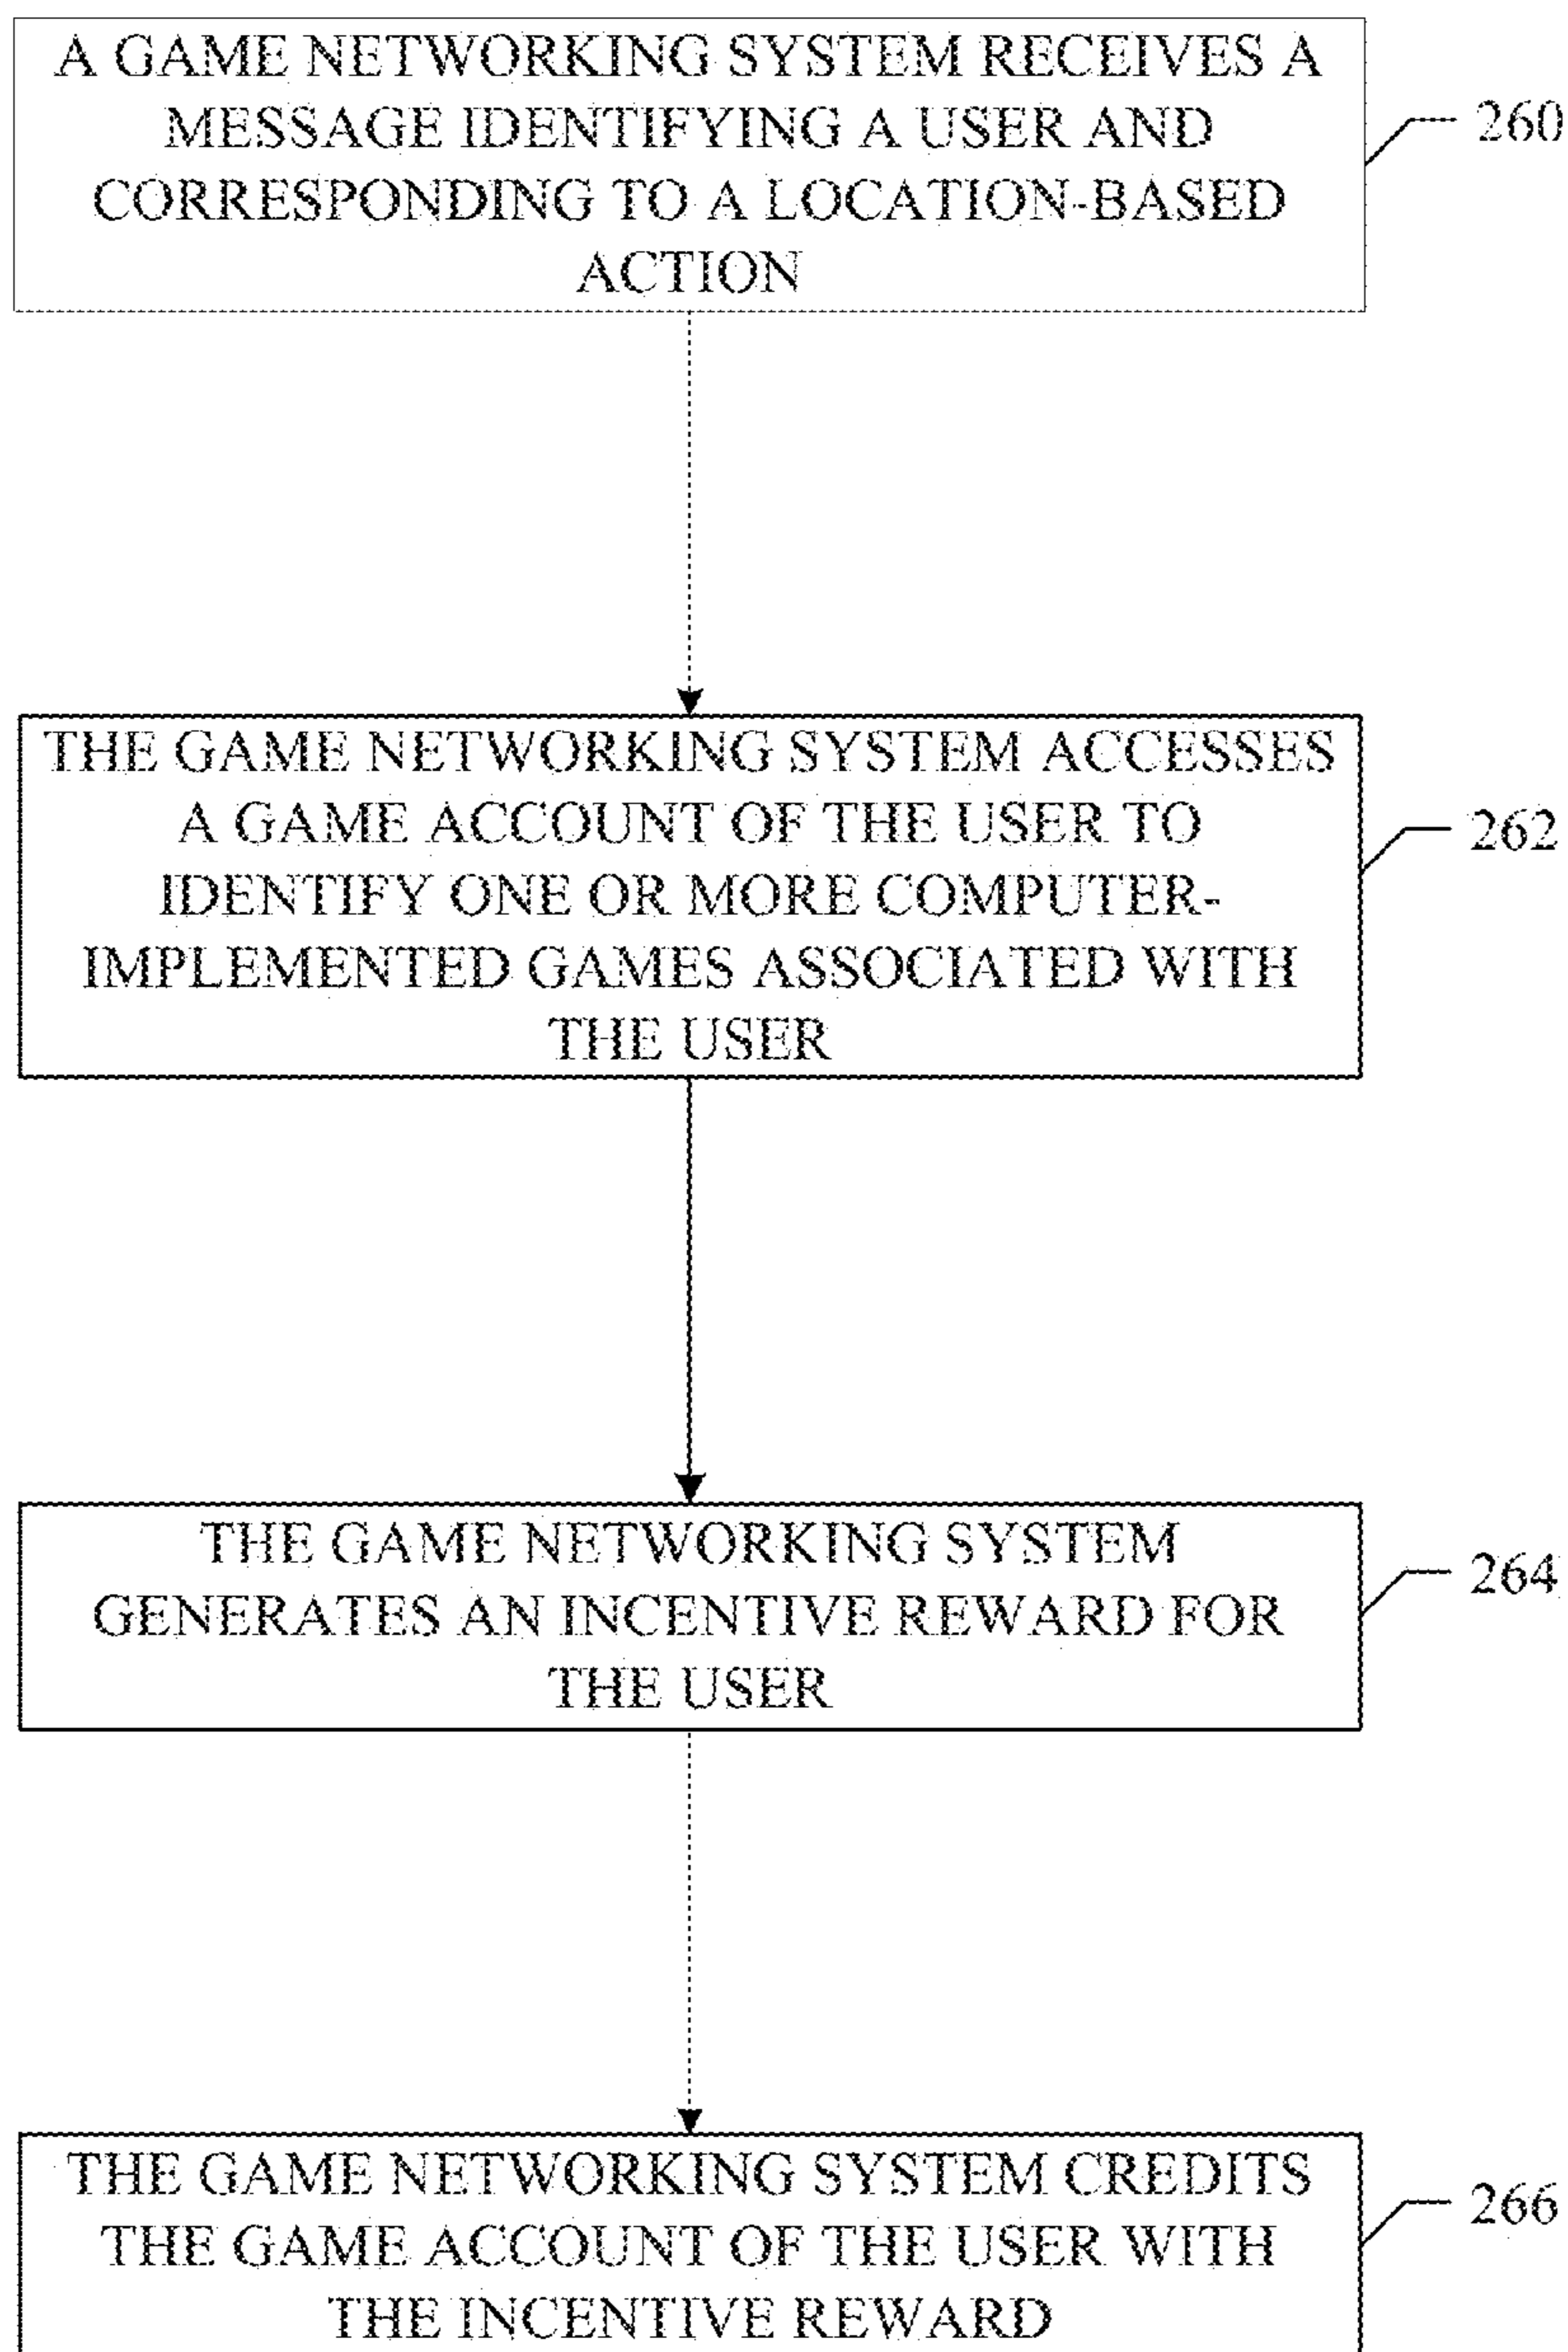 A GAME NETWORKING SYSTEM RECEIVES A
MESSAGE IDENTIFYING A USER AND
CORRESPONDING TO A LOCATION-BASED
ACTION
260
THE GAME NETWORKING SYSTEM ACCESSES
A GAME ACCOUNT OF THE USER TO
IDENTIFY ONE OR MORE COMPUTER-
IMPLEMENTED GAMES ASSOCIATED WITH
THE USER
262
THE GAME NETWORKING SYSTEM
GENERATES AN INCENTIVE REWARD FOR
THE USER
264
THE GAME NETWORKING SYSTEM CREDITS
THE GAME ACCOUNT OF THE USER WITH
THE INCENTIVE REWARD
266